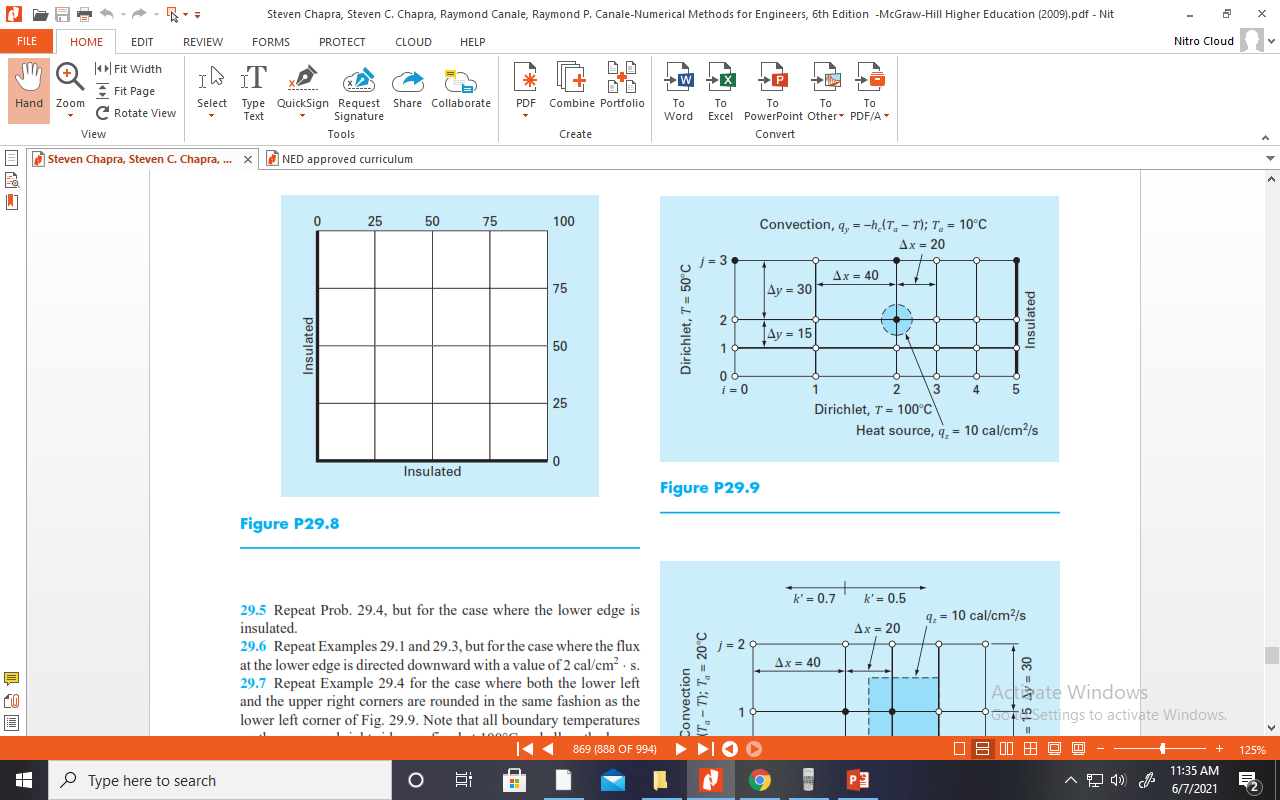 Steven Chapra, Steven C. Chapra, Raymond Canale, Raymond P. Canale-Numerical Methods for Engineers, 6th Edition -McGraw-Hill Higher Education (2009).pdf - Nit
FILE HOME EDIT REVIEW FORMS PROTECT CLOUD HELP
Nitro Cloud
Hand
Zoom
Fit Width
Fit Page
Rotate View
View
Select
Type Text
QuickSign
Request Signature
Share
Collaborate
Tools
PDF
Combine
Portfolio
Create
To Word
To Excel
To PowerPoint
To Other
To PDF/A
Convert
Steven Chapra, Steven C. Chapra, ...
NED approved curriculum
0 25 50 75 100
75
50
25
0
Insulated
Insulated
Figure P29.8
29.5 Repeat Prob. 29.4, but for the case where the lower edge is
insulated.
29.6 Repeat Examples 29.1 and 29.3, but for the case where the flux
at the lower edge is directed downward with a value of 2 cal/cm² · s.
29.7 Repeat Example 29.4 for the case where both the lower left
and the upper right corners are rounded in the same fashion as the
lower left corner of Fig. 29.9. Note that all boundary temperatures
Convection, qy = −hc(Ta − T); Ta = 10°C
Δx = 20
j = 3
Δx = 40
Δy = 30
2
Δy = 15
1
0
i = 0 1 2 3 4 5
Dirichlet, T = 50°C
Insulated
Dirichlet, T = 100°C
Heat source, qz = 10 cal/cm²/s
Figure P29.9
k' = 0.7 k' = 0.5
qz = 10 cal/cm²/s
Δx = 20
j = 2
Δx = 40
1
Convection
(Ta − T); Ta = 20°C
Δy = 30
= 15
Activate Windows
Go to Settings to activate Windows.
869 (888 OF 994)
125%
Type here to search
11:35 AM
6/7/2021
2